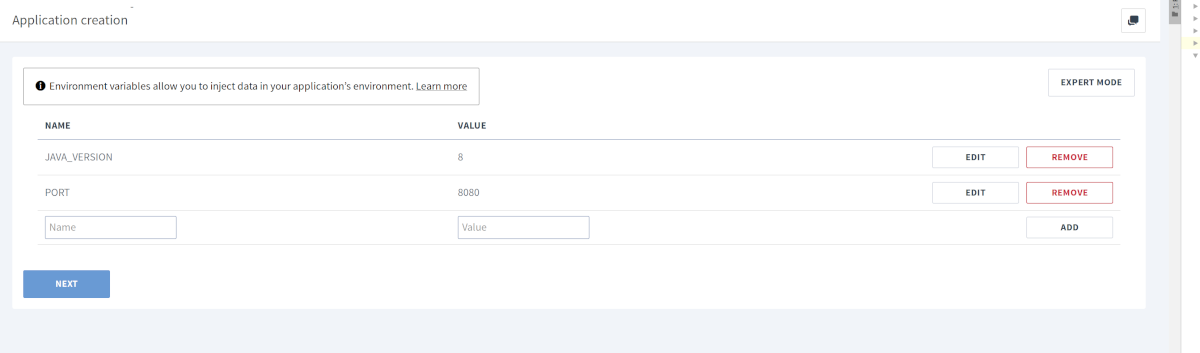 Application creation
Environment variables allow you to inject data in your application's environment. Learn more
EXPERT MODE
NAME VALUE
JAVA_VERSION 8 EDIT REMOVE
PORT 8080 EDIT REMOVE
Name Value ADD
NEXT